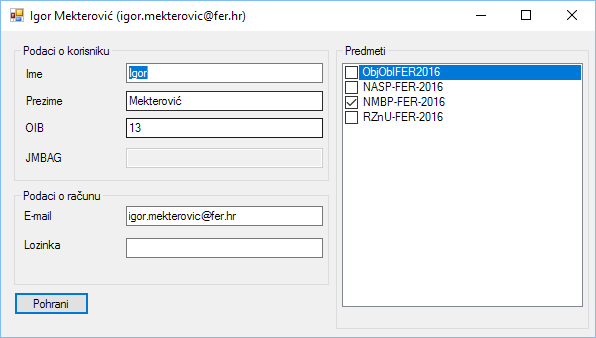 Igor Mekterović (igor.mekterovic@fer.hr)
Podaci o korisniku
Ime Igor
Prezime Mekterović
OIB 13
JMBAG
Podaci o računu
E-mail igor.mekterovic@fer.hr
Lozinka
Pohrani
Predmeti
ObjOblFER2016
NASP-FER-2016
NMBP-FER-2016
RZnU-FER-2016